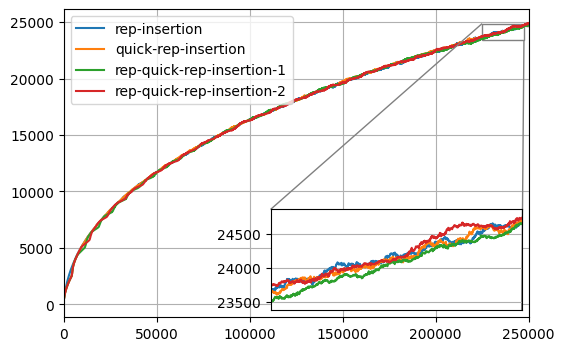 rep-insertion
quick-rep-insertion
rep-quick-rep-insertion-1
rep-quick-rep-insertion-2
25000
20000
15000
10000
5000
0
24500
24000
23500
0 50000 100000 150000 200000 250000